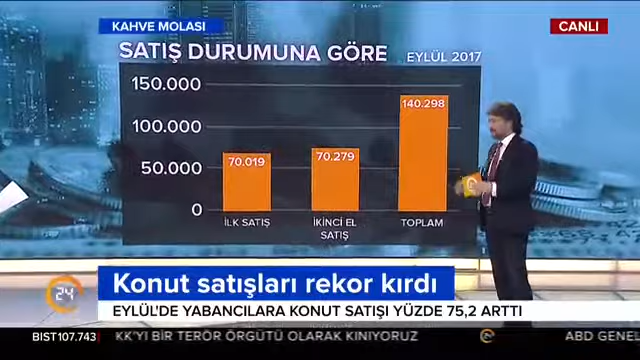 KAHVE MOLASI
CANLI
SATIŞ DURUMUNA GÖRE
EYLÜL 2017
150.000
100.000
50.000
0
70.019
70.279
140.298
İLK SATIŞ
İKİNCİ EL
SATIŞ
TOPLAM
24
Konut satışları rekor kırdı
EYLÜL'DE YABANCILARA KONUT SATIŞI YÜZDE 75,2 ARTTI
BIST107.743
KK'YI BİR TERÖR ÖRGÜTÜ OLARAK KINIYORUZ
ABD GENEL